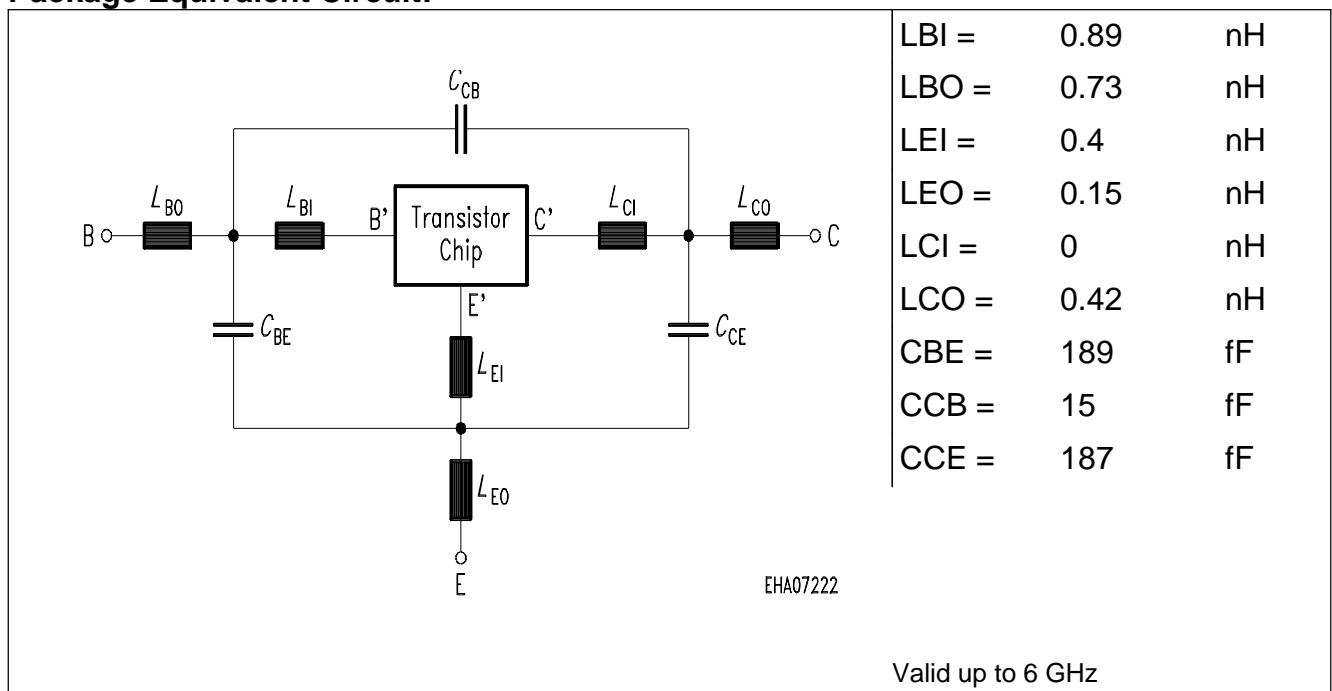 Package Equivalent Circuit:
C_CB
L_BO
L_BI
B'
Transistor
Chip
C'
L_CI
L_CO
B
C
E'
C_BE
C_CE
L_EI
L_EO
E
EHA07222
LBI = 0.89 nH
LBO = 0.73 nH
LEI = 0.4 nH
LEO = 0.15 nH
LCI = 0 nH
LCO = 0.42 nH
CBE = 189 fF
CCB = 15 fF
CCE = 187 fF
Valid up to 6 GHz